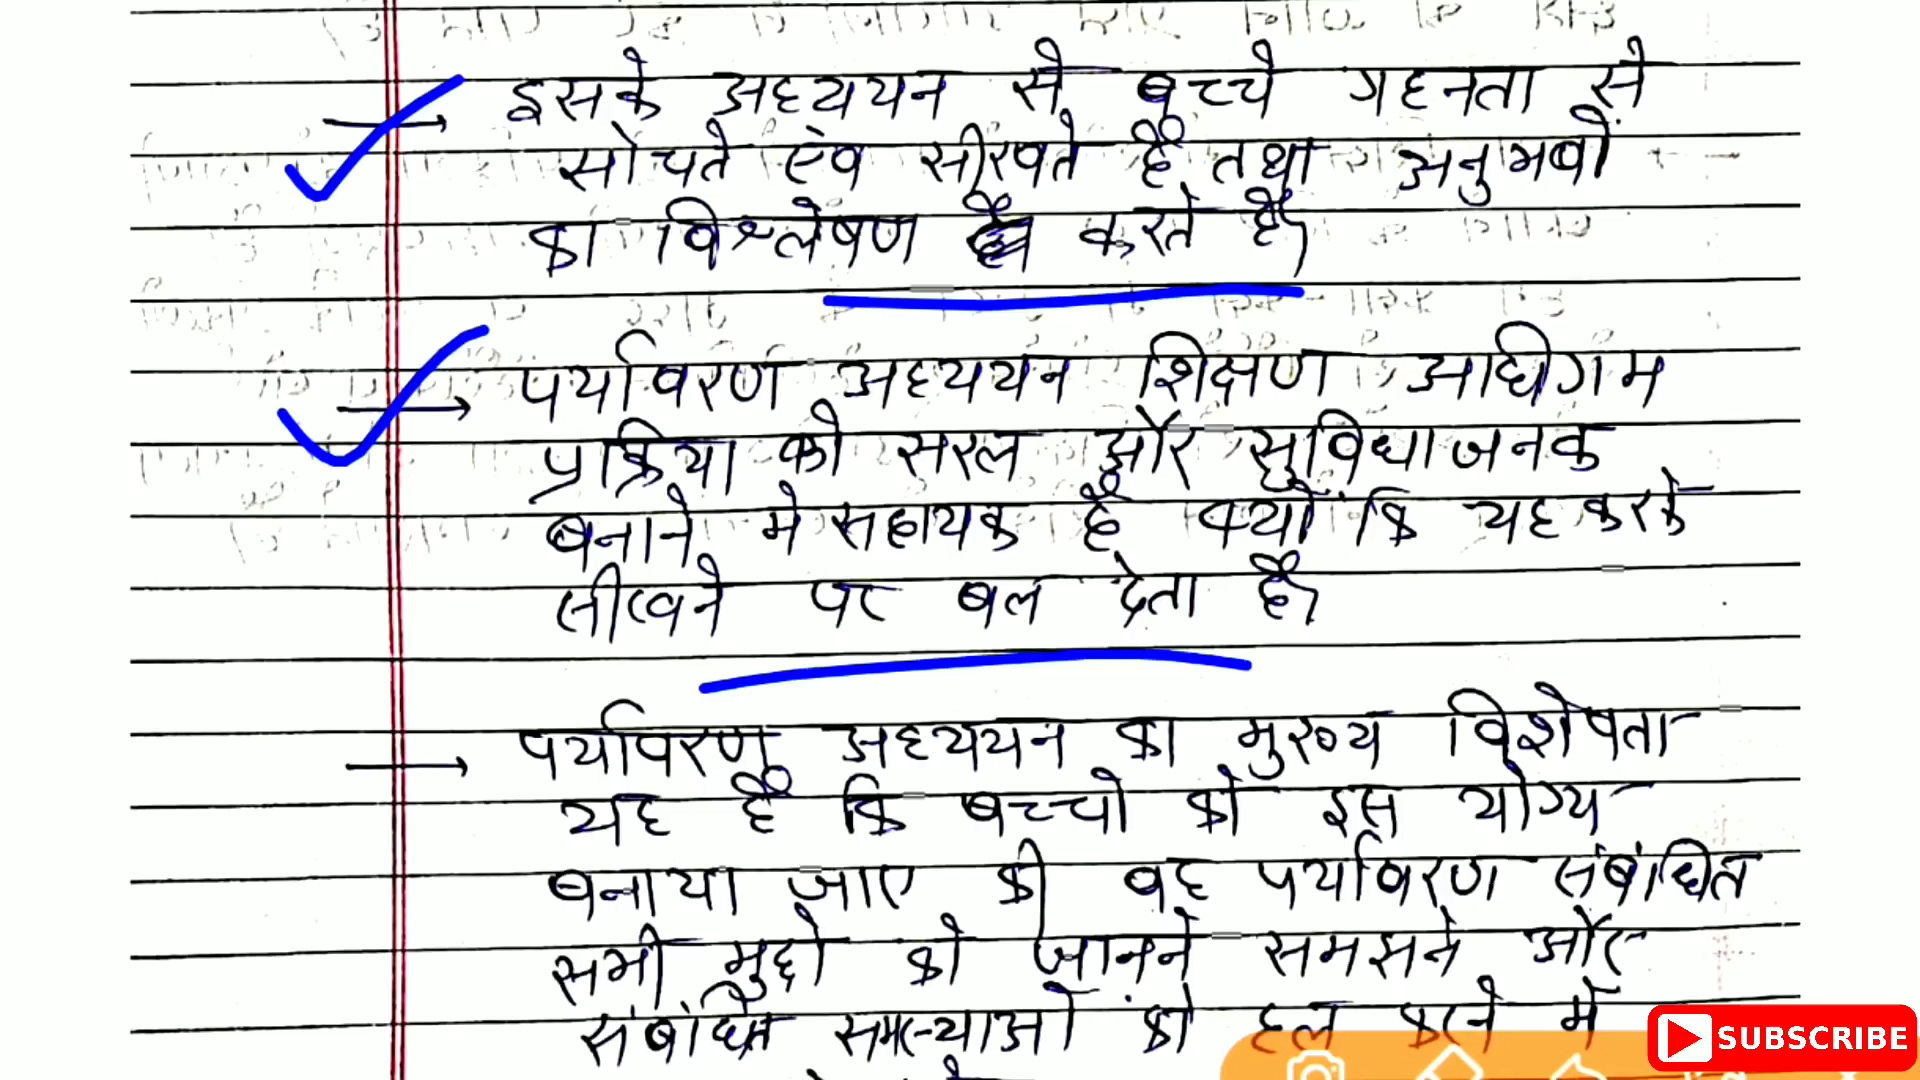 इसके अध्ययन से बच्चे गहनता से
सोचते एंव सीखते हैं तथा अनुभवों
का विश्लेषण करते है।
पर्यावरण अध्ययन शिक्षण अधिगम
प्रक्रिया को सरल और सुविधाजनक
बनाने मे सहायक है क्यों कि यह करके
सीखने पर बल देता है।
पर्यावरण अध्ययन का मुख्य विशेषता
यह हैं कि बच्चो को इस योग्य
बनाया जाए की वह पर्यावरण संबंधित
सभी मुद्दो को जानने समझने और
संबंधित समस्याओं को हल करने में
SUBSCRIBE